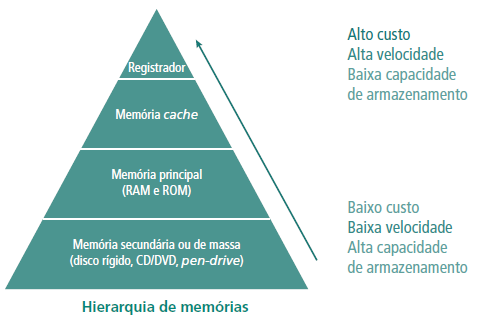 Registrador
Memória cache
Memória principal
(RAM e ROM)
Memória secundária ou de massa
(disco rígido, CD/DVD, pen-drive)
Alto custo
Alta velocidade
Baixa capacidade
de armazenamento
Baixo custo
Baixa velocidade
Alta capacidade
de armazenamento
Hierarquia de memórias